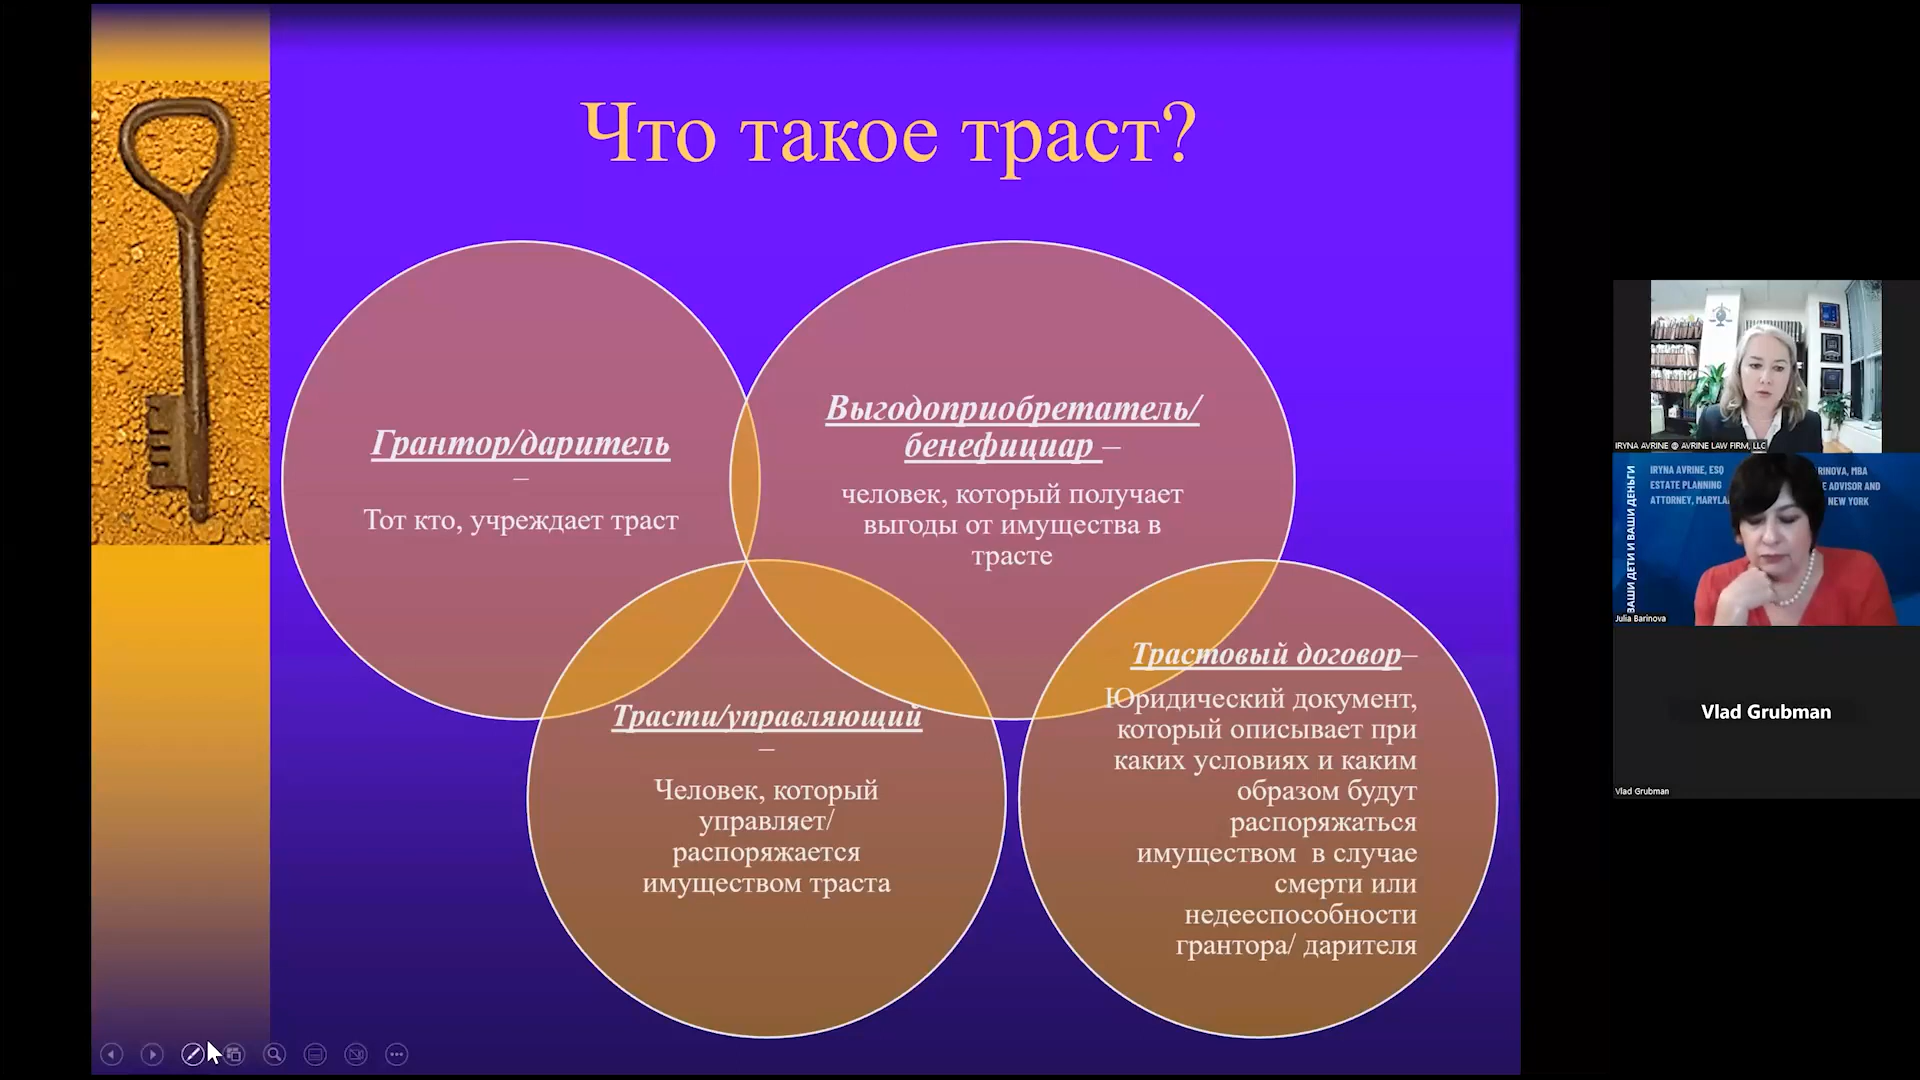 Что такое траст?
Грантор/даритель
–
Тот кто, учреждает траст
Выгодоприобретатель/
бенефициар –
человек, который получает
выгоды от имущества в
трасте
Трасти/управляющий
–
Человек, который
управляет/
распоряжается
имуществом траста
Трастовый договор–
Юридический документ,
который описывает при
каких условиях и каким
образом будут
распоряжаться
имуществом в случае
смерти или
недееспособности
грантора/ дарителя
IRYNA AVRINE @ AVRINE LAW FIRM, LLC
ВАШИ ДЕТИ И ВАШИ ДЕНЬГИ
IRYNA AVRINE, ESQ
ESTATE PLANNING
ATTORNEY, MARYLA
RINOVA, MBA
E ADVISOR AND
NEW YORK
Julia Barinova
Vlad Grubman
Vlad Grubman